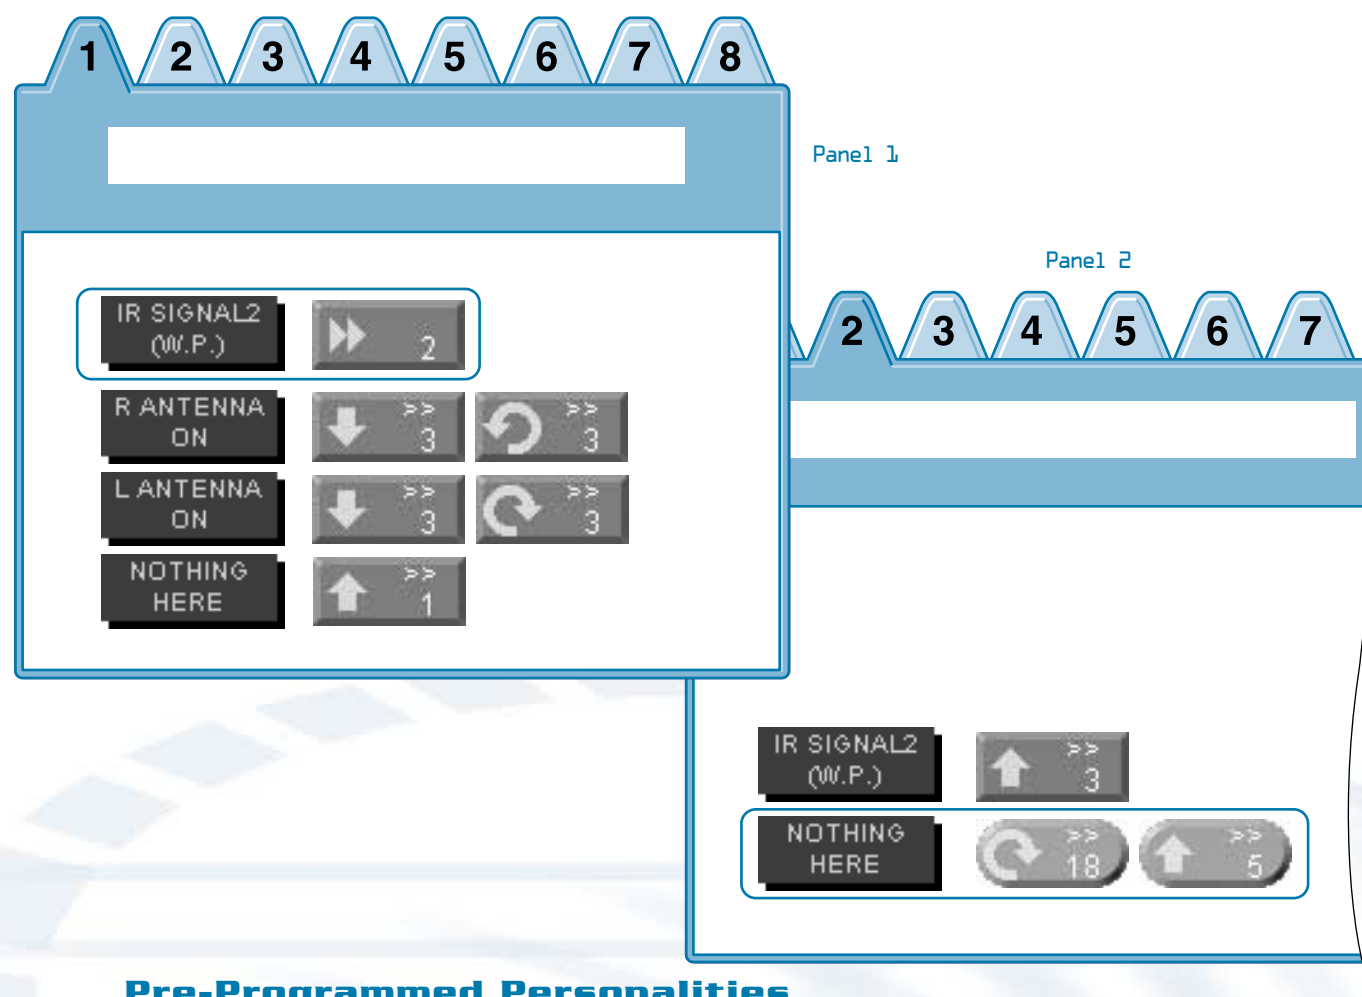 1 2 3 4 5 6 7 8
Panel 1
IR SIGNAL2
(W.P.)
2
R ANTENNA
ON
>>
3
>>
3
L ANTENNA
ON
>>
3
>>
3
NOTHING
HERE
>>
1
Panel 2
2 3 4 5 6 7
IR SIGNAL2
(W.P.)
>>
3
NOTHING
HERE
>>
18
>>
5
Pre-Programmed Personalities